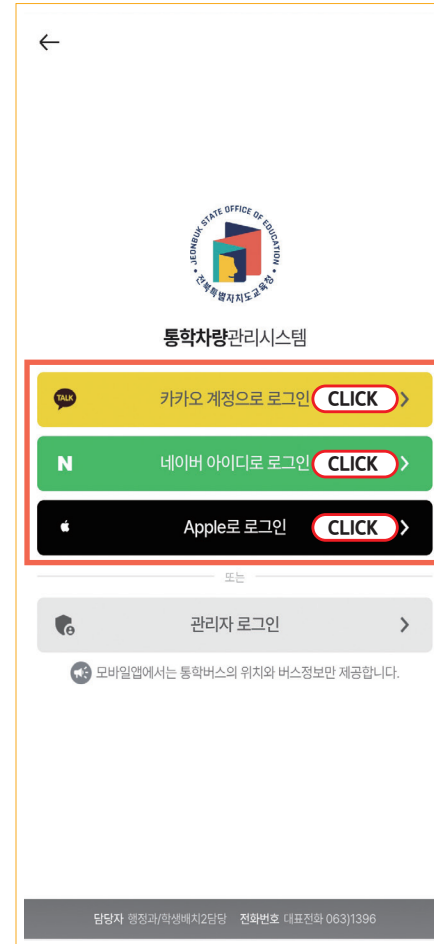 JEONBUK STATE OFFICE OF EDUCATION
전북특별자치도교육청
통학차량관리시스템
TALK 카카오 계정으로 로그인 CLICK
N 네이버 아이디로 로그인 CLICK
Apple로 로그인 CLICK
또는
관리자 로그인
모바일앱에서는 통학버스의 위치와 버스정보만 제공합니다.
담당자 행정과/학생배치2담당 전화번호 대표전화 063)1396